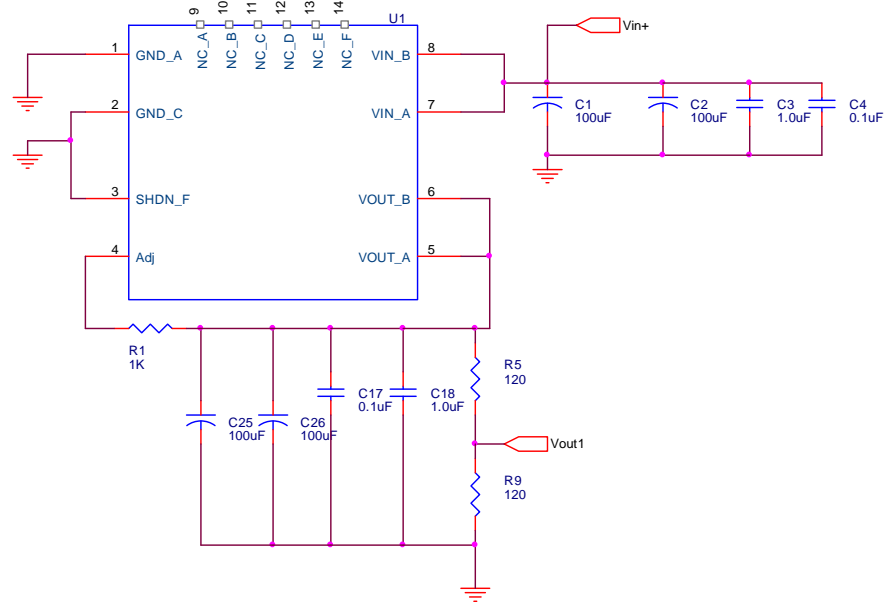 9
10
11
12
13
14
U1
NC_A
NC_B
NC_C
NC_D
NC_E
NC_F
Vin+
1
GND_A
VIN_B
8
2
GND_C
VIN_A
7
C1
100uF
C2
100uF
C3
1.0uF
C4
0.1uF
3
SHDN_F
VOUT_B
6
4
Adj
VOUT_A
5
R1
1K
R5
120
C17
0.1uF
C18
1.0uF
C25
100uF
C26
100uF
Vout1
R9
120